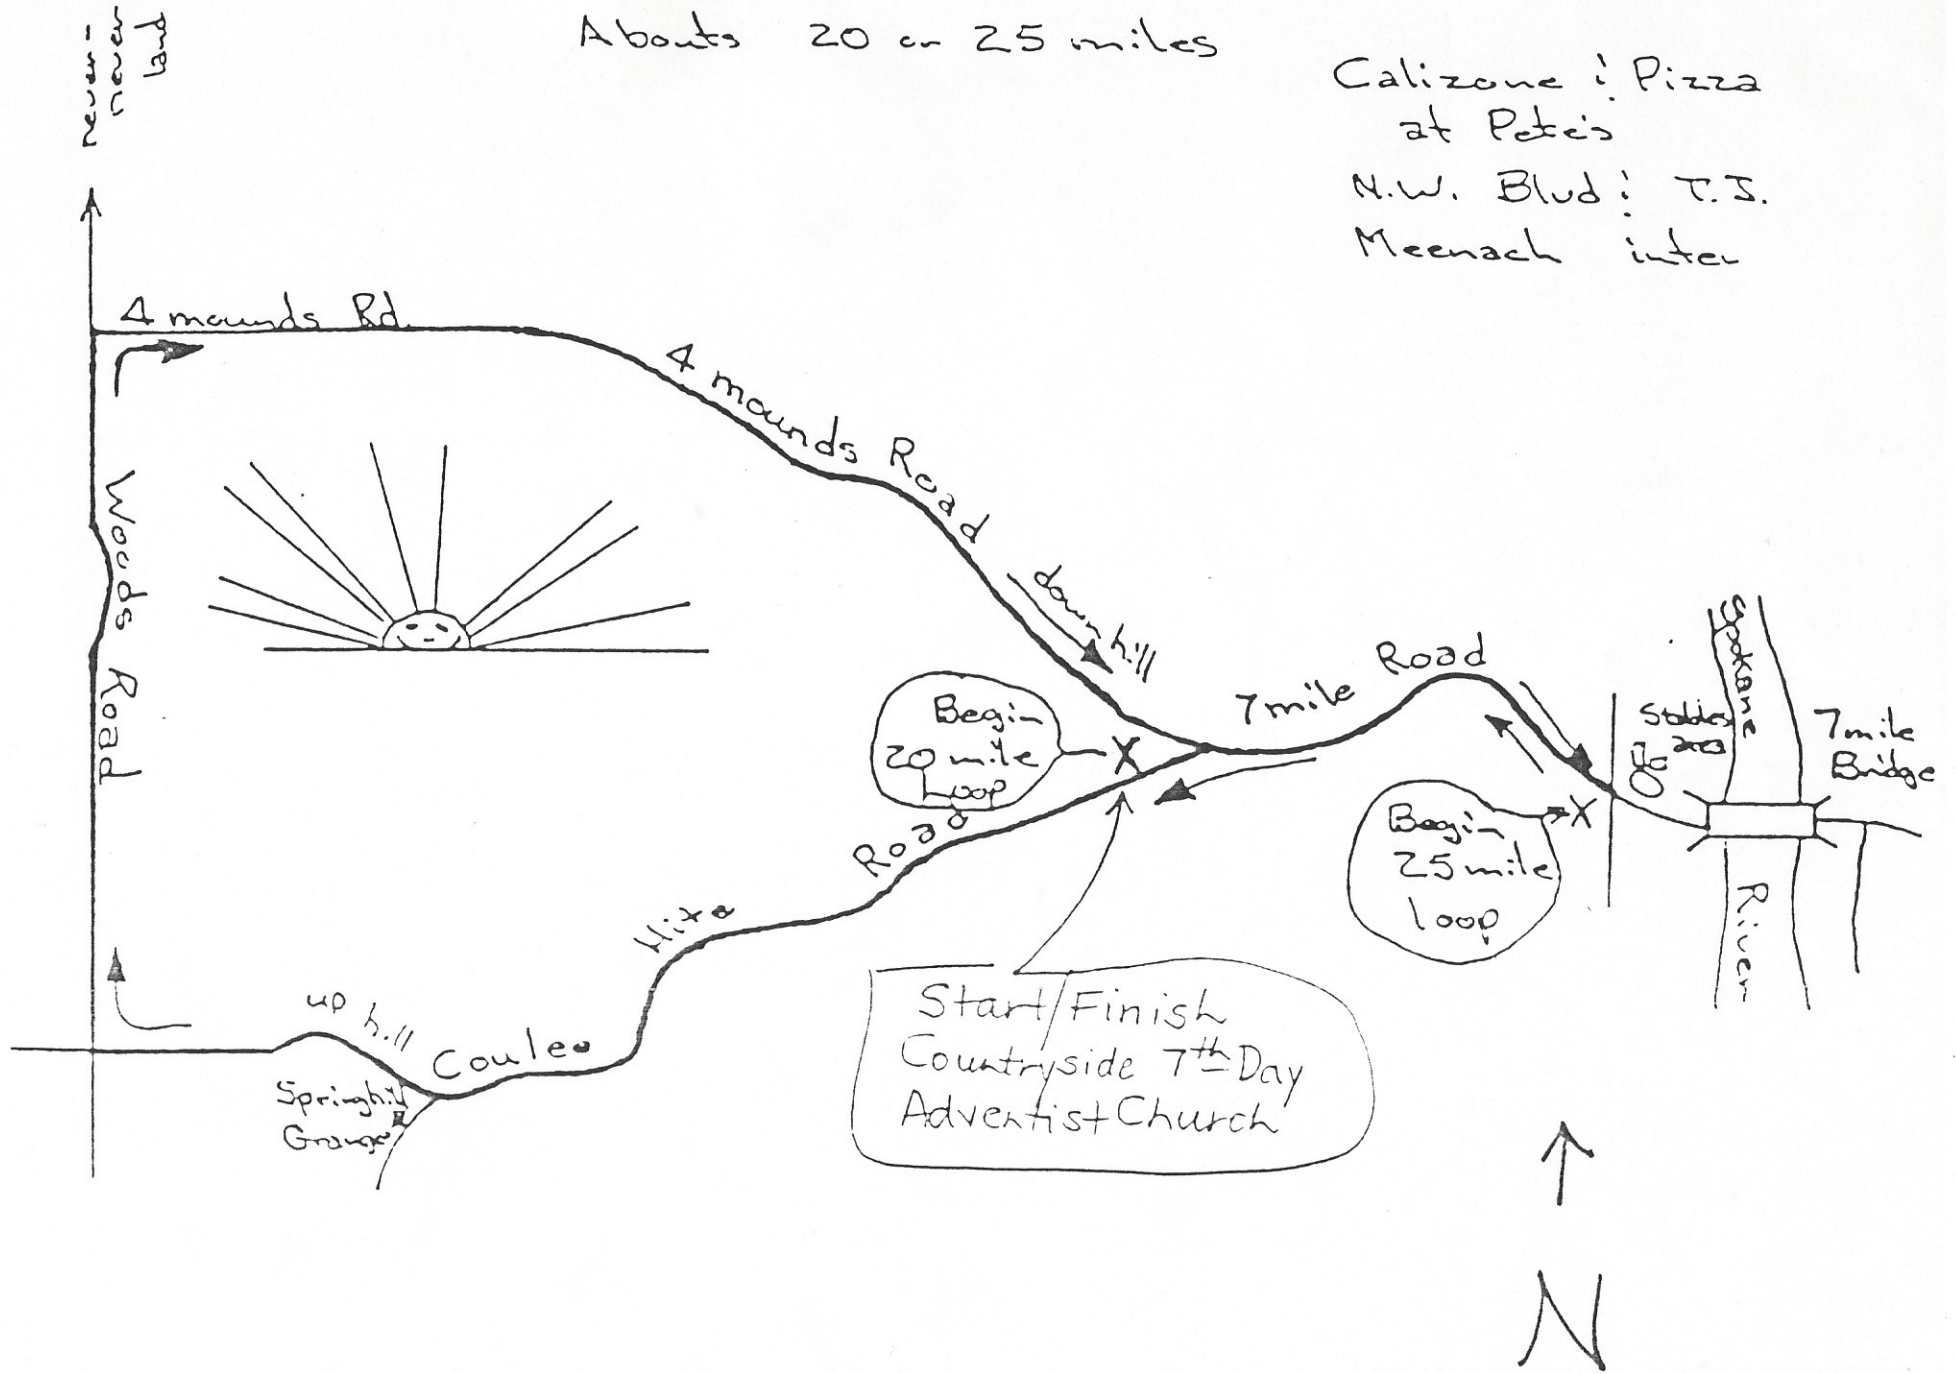 never-
never
land
Abouts 20 or 25 miles
Calizone & Pizza
at Pete's
N.W. Blvd & T.J.
Meenach inter
4 mounds Rd.
4 mounds Road
Woods Road
down hill
7 mile Road
Begin
20 mile
Loop
X
Stables
Spokane River
7 mile
Bridge
X
Begin
25 mile
loop
Coulee Hite Road
up hill
Springhill
Grange
Start/Finish
Countryside 7th Day
Adventist Church
N